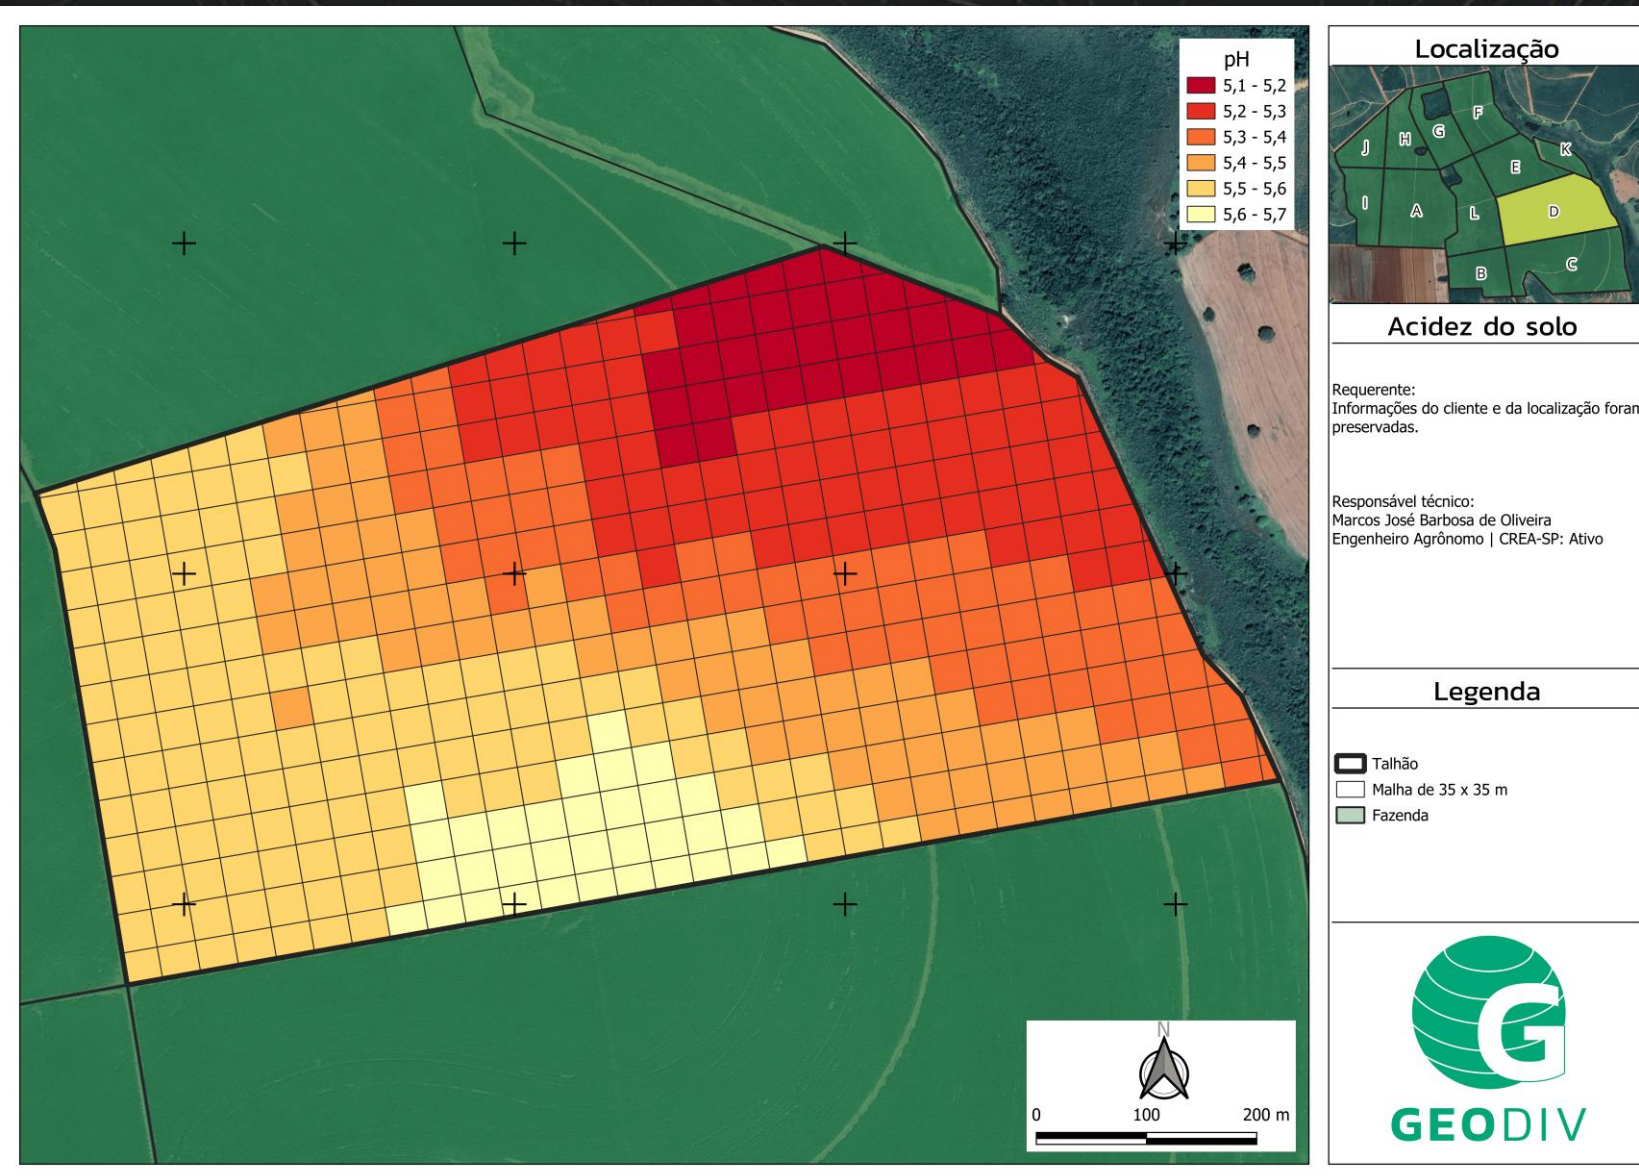 pH
5,1 - 5,2
5,2 - 5,3
5,3 - 5,4
5,4 - 5,5
5,5 - 5,6
5,6 - 5,7
N
0 100 200 m
Localização
F
G
H
J
K
E
I
A
L
D
B
C
Acidez do solo
Requerente:
Informações do cliente e da localização foram
preservadas.
Responsável técnico:
Marcos José Barbosa de Oliveira
Engenheiro Agrônomo | CREA-SP: Ativo
Legenda
Talhão
Malha de 35 x 35 m
Fazenda
G
GEODIV